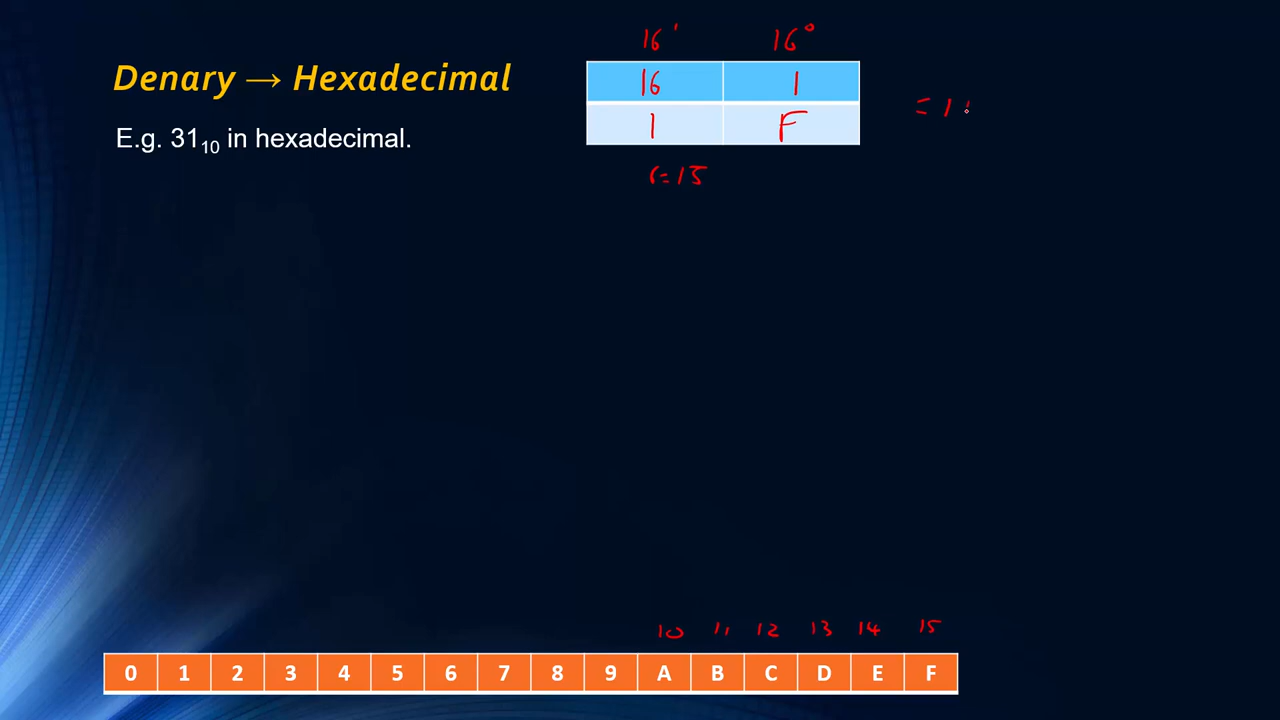 16¹ 16⁰
Denary → Hexadecimal
16 1
1 F
= 1
E.g. 31₁₀ in hexadecimal.
r=15
10 11 12 13 14 15
0 1 2 3 4 5 6 7 8 9 A B C D E F